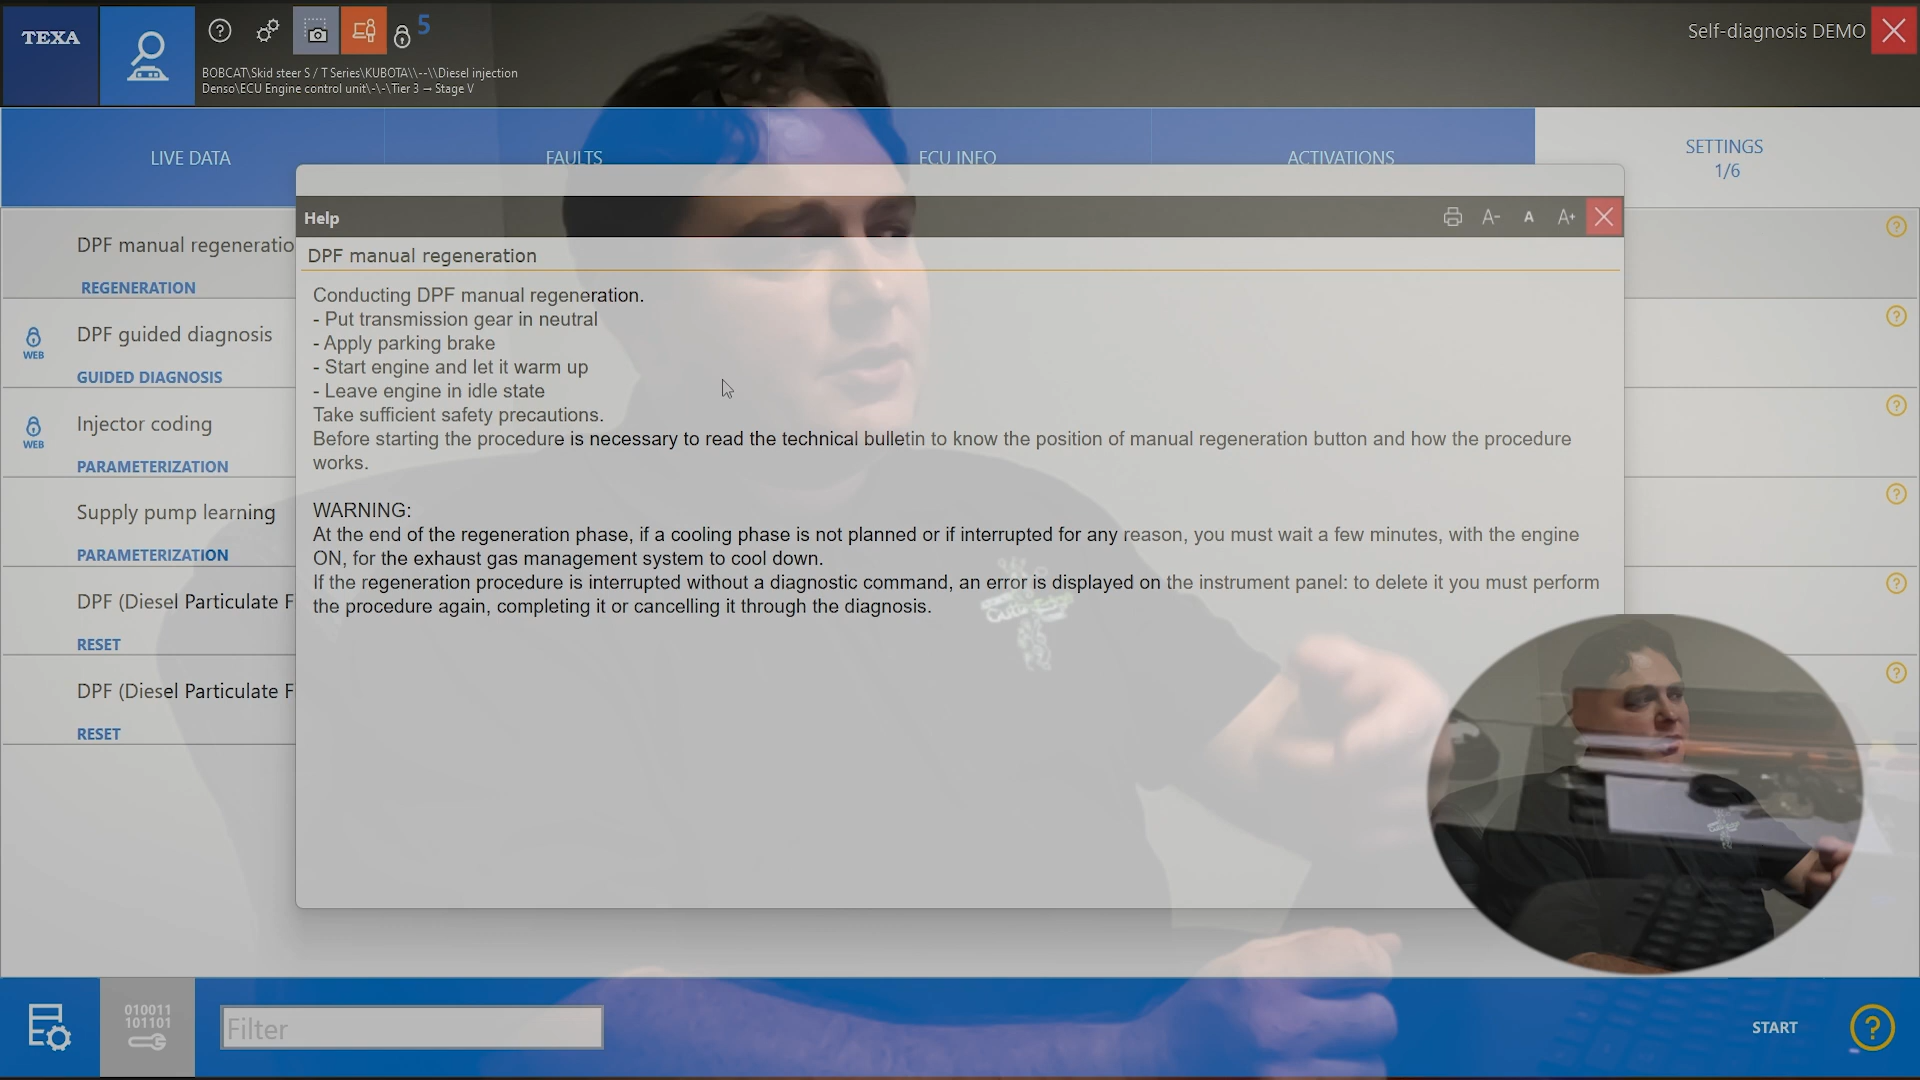 TEXA
5
BOBCAT\Skid steer S / T Series\KUBOTA\\--\\Diesel injection
Denso\ECU Engine control unit\-\-\Tier 3 → Stage V
Self-diagnosis DEMO
LIVE DATA
FAULTS
ECU INFO
ACTIVATIONS
SETTINGS
1/6
DPF manual regeneratio
REGENERATION
WEB
DPF guided diagnosis
GUIDED DIAGNOSIS
WEB
Injector coding
PARAMETERIZATION
Supply pump learning
PARAMETERIZATION
DPF (Diesel Particulate F
RESET
DPF (Diesel Particulate F
RESET
Help
A-
A
A+
DPF manual regeneration
Conducting DPF manual regeneration.
- Put transmission gear in neutral
- Apply parking brake
- Start engine and let it warm up
- Leave engine in idle state
Take sufficient safety precautions.
Before starting the procedure is necessary to read the technical bulletin to know the position of manual regeneration button and how the procedure
works.
WARNING:
At the end of the regeneration phase, if a cooling phase is not planned or if interrupted for any reason, you must wait a few minutes, with the engine
ON, for the exhaust gas management system to cool down.
If the regeneration procedure is interrupted without a diagnostic command, an error is displayed on the instrument panel: to delete it you must perform
the procedure again, completing it or cancelling it through the diagnosis.
010011
101101
Filter
START